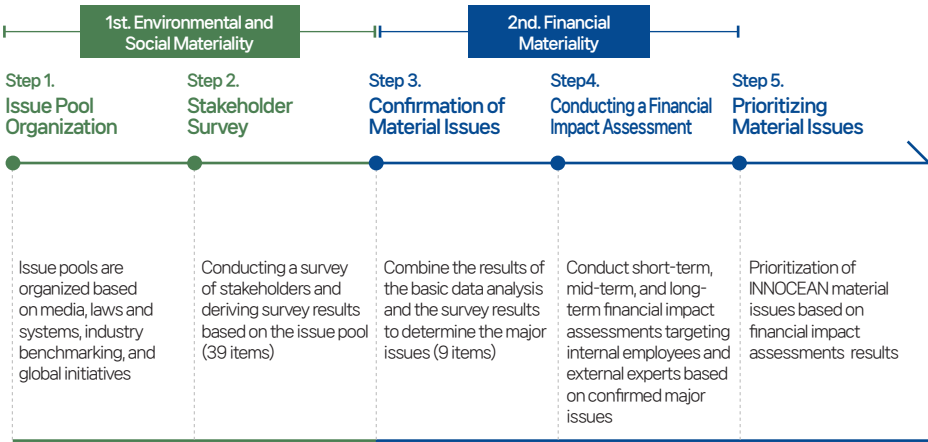 1st. Environmental and
Social Materiality
2nd. Financial
Materiality
Step 1.
Issue Pool
Organization
Step 2.
Stakeholder
Survey
Step 3.
Confirmation of
Material Issues
Step4.
Conducting a Financial
Impact Assessment
Step 5.
Prioritizing
Material Issues
Issue pools are
organized based
on media, laws and
systems, industry
benchmarking, and
global initiatives
Conducting a survey
of stakeholders and
deriving survey results
based on the issue pool
(39 items)
Combine the results of
the basic data analysis
and the survey results
to determine the major
issues (9 items)
Conduct short-term,
mid-term, and long-
term financial impact
assessments targeting
internal employees and
external experts based
on confirmed major
issues
Prioritization of
INNOCEAN material
issues based on
financial impact
assessments results